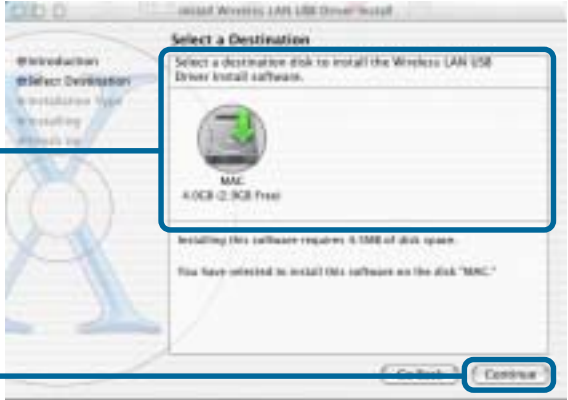 Install Wireless LAN USB Driver Install
Select a Destination
Introduction
Select Destination
Installation Type
Installing
Finish Up
Select a destination disk to install the Wireless LAN USB
Driver Install software.
MAC
4.0GB (2.9GB Free)
Installing this software requires 4.5MB of disk space.
You have selected to install this software on the disk "MAC."
Go Back
Continue